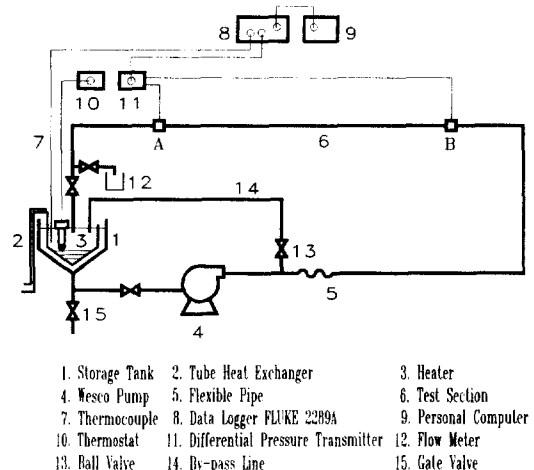 8
9
10
11
7
A
6
B
12
14
2
3
1
13
5
4
15
1. Storage Tank 2. Tube Heat Exchanger 3. Heater
4. Wesco Pump 5. Flexible Pipe 6. Test Section
7. Thermocouple 8. Data Logger FLUKE 2289A 9. Personal Computer
10. Thermostat 11. Differential Pressure Transmitter 12. Flow Meter
13. Ball Valve 14. By-pass Line 15. Gate Valve